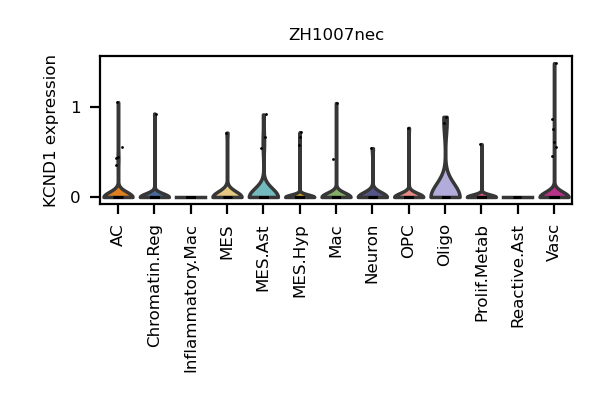 ZH1007nec
KCND1 expression
1
0
AC
Chromatin.Reg
Inflammatory.Mac
MES
MES.Ast
MES.Hyp
Mac
Neuron
OPC
Oligo
Prolif.Metab
Reactive.Ast
Vasc